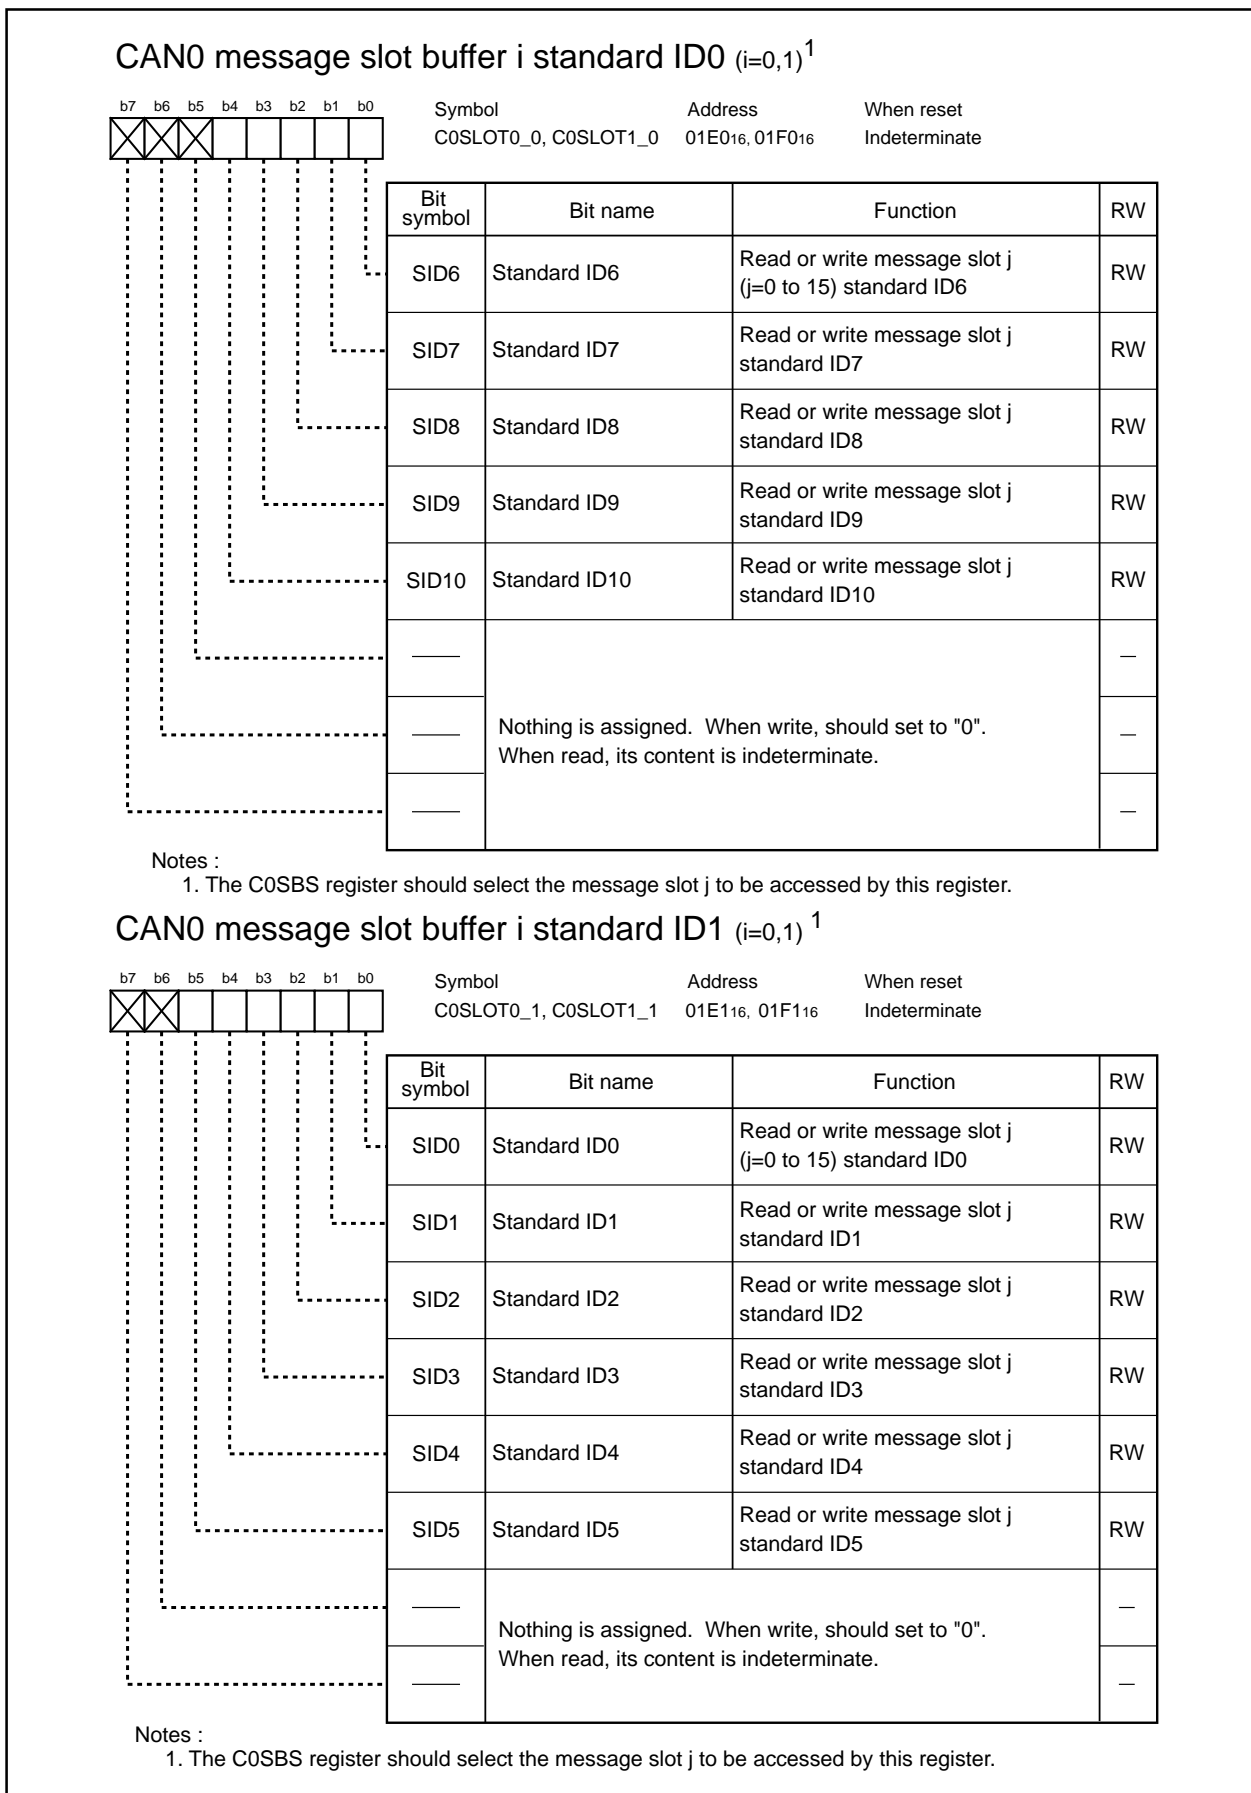 CAN0 message slot buffer i standard ID0 (i=0,1)1
b7 b6 b5 b4 b3 b2 b1 b0
Symbol Address When reset
C0SLOT0_0, C0SLOT1_0 01E016, 01F016 Indeterminate
Bit symbol Bit name Function RW
SID6 Standard ID6 Read or write message slot j (j=0 to 15) standard ID6 RW
SID7 Standard ID7 Read or write message slot j standard ID7 RW
SID8 Standard ID8 Read or write message slot j standard ID8 RW
SID9 Standard ID9 Read or write message slot j standard ID9 RW
SID10 Standard ID10 Read or write message slot j standard ID10 RW
—— —
—— Nothing is assigned. When write, should set to "0". —
When read, its content is indeterminate.
—— —
Notes :
1. The C0SBS register should select the message slot j to be accessed by this register.
CAN0 message slot buffer i standard ID1 (i=0,1) 1
b7 b6 b5 b4 b3 b2 b1 b0
Symbol Address When reset
C0SLOT0_1, C0SLOT1_1 01E116, 01F116 Indeterminate
Bit symbol Bit name Function RW
SID0 Standard ID0 Read or write message slot j (j=0 to 15) standard ID0 RW
SID1 Standard ID1 Read or write message slot j standard ID1 RW
SID2 Standard ID2 Read or write message slot j standard ID2 RW
SID3 Standard ID3 Read or write message slot j standard ID3 RW
SID4 Standard ID4 Read or write message slot j standard ID4 RW
SID5 Standard ID5 Read or write message slot j standard ID5 RW
—— —
Nothing is assigned. When write, should set to "0".
When read, its content is indeterminate.
—— —
Notes :
1. The C0SBS register should select the message slot j to be accessed by this register.